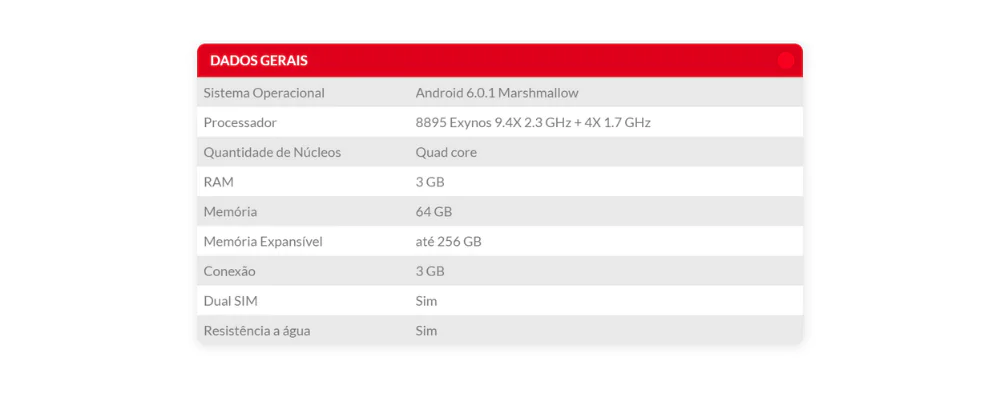 DADOS GERAIS
Sistema Operacional Android 6.0.1 Marshmallow
Processador 8895 Exynos 9.4X 2.3 GHz + 4X 1.7 GHz
Quantidade de Núcleos Quad core
RAM 3 GB
Memória 64 GB
Memória Expansível até 256 GB
Conexão 3 GB
Dual SIM Sim
Resistência a água Sim